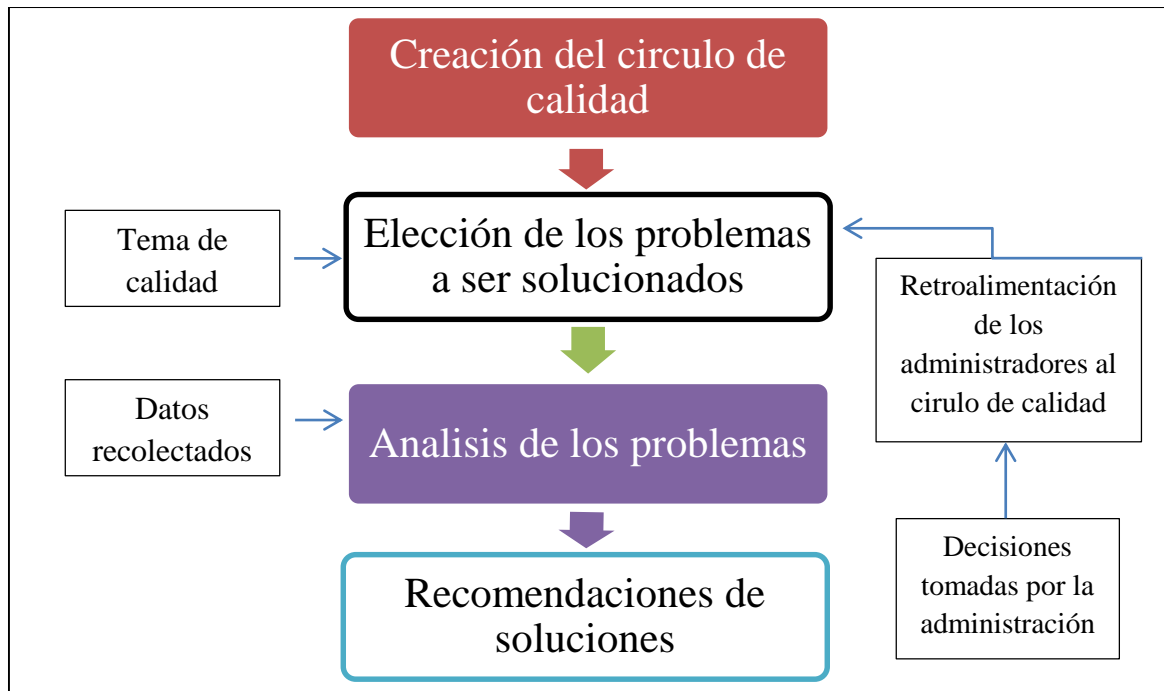 Creación del circulo de
calidad
Tema de
calidad
Elección de los problemas
a ser solucionados
Retroalimentación
de los
administradores al
cirulo de calidad
Datos
recolectados
Analisis de los problemas
Recomendaciones de
soluciones
Decisiones
tomadas por la
administración